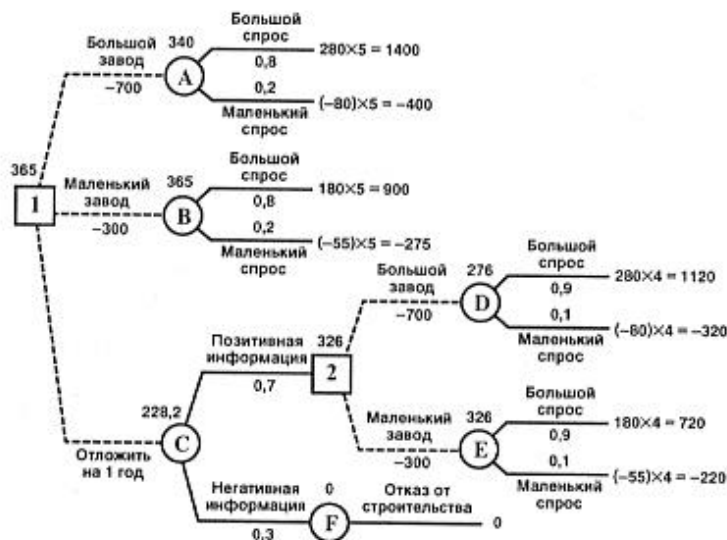 Большой
завод
−700
340
A
Большой
спрос
280×5 = 1400
0,8
0,2
Маленький
спрос
(−80)×5 = −400
365
1
Маленький
завод
−300
365
B
Большой
спрос
180×5 = 900
0,8
0,2
Маленький
спрос
(−55)×5 = −275
Отложить
на 1 год
228,2
C
Позитивная
информация
0,7
326
2
Большой
завод
−700
276
D
Большой
спрос
280×4 = 1120
0,9
0,1
Маленький
спрос
(−80)×4 = −320
Маленький
завод
−300
326
E
Большой
спрос
180×4 = 720
0,9
0,1
Маленький
спрос
(−55)×4 = −220
Негативная
информация
0,3
0
F
Отказ от
строительства
0